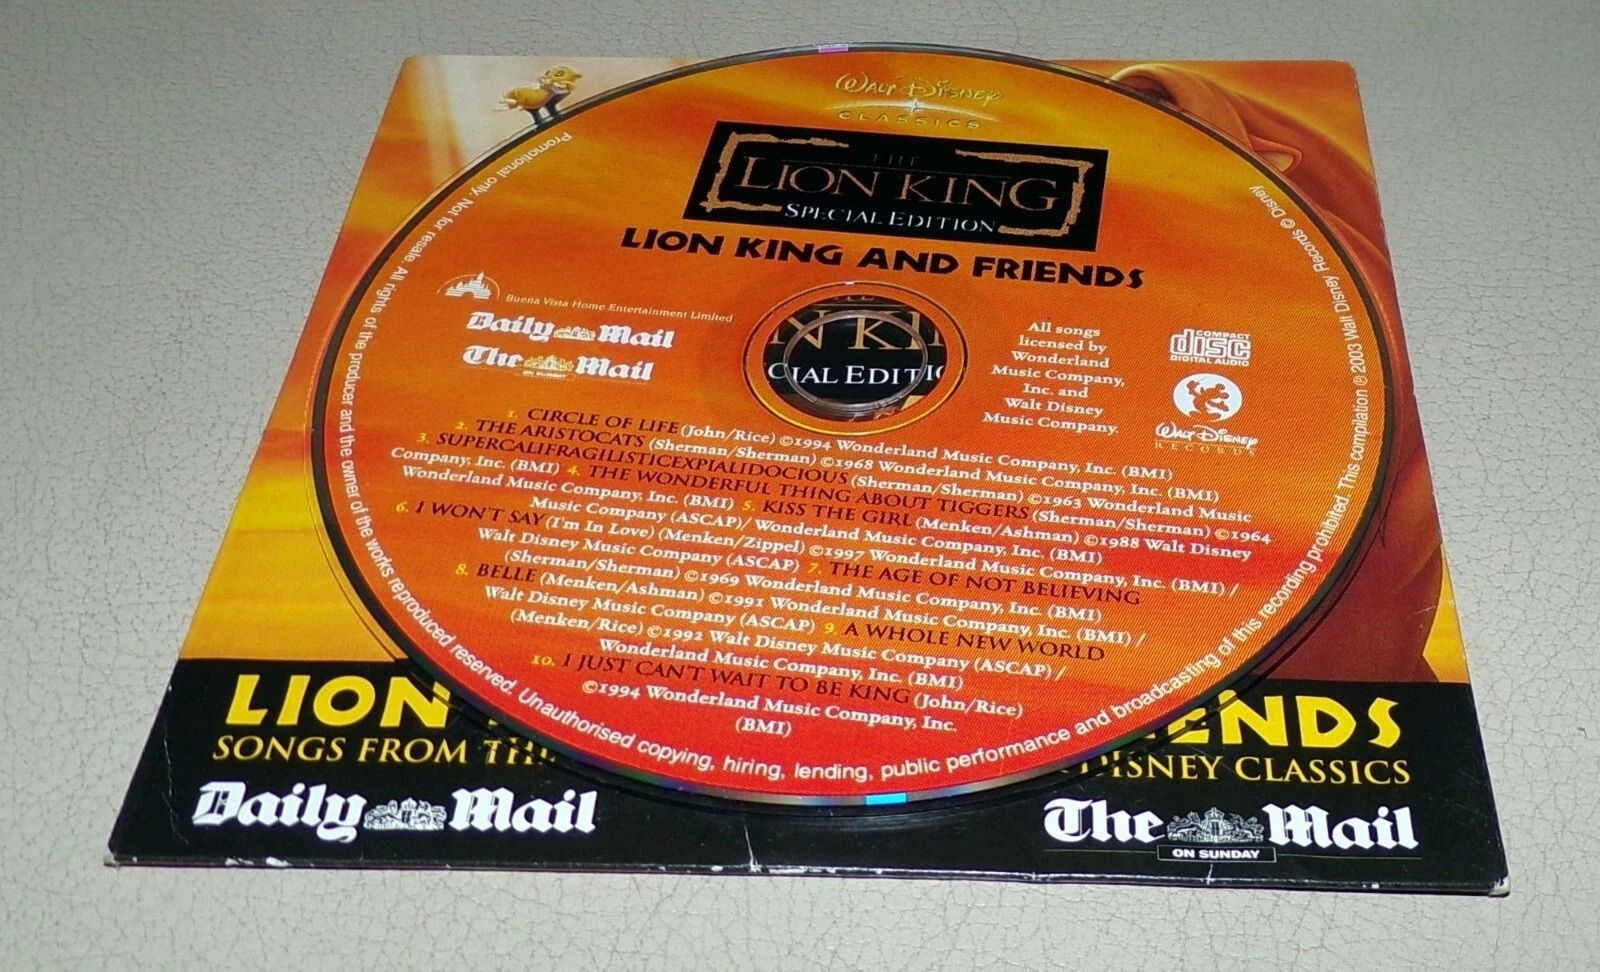 Walt Disney
CLASSICS
THE
LION KING
SPECIAL EDITION
LION KING AND FRIENDS
Buena Vista Home Entertainment Limited
Daily Mail
The Mail
ON SUNDAY
N KI
CIAL EDITI
All songs
licensed by
Wonderland
Music Company,
Inc. and
Walt Disney
Music Company.
COMPACT
disc
DIGITAL AUDIO
Walt Disney
RECORDS
1. CIRCLE OF LIFE (John/Rice) ©1994 Wonderland Music Company, Inc. (BMI)
2. THE ARISTOCATS (Sherman/Sherman) ©1968 Wonderland Music Company, Inc. (BMI)
3. SUPERCALIFRAGILISTICEXPIALIDOCIOUS (Sherman/Sherman) ©1963 Wonderland Music
Company, Inc. (BMI) 4. THE WONDERFUL THING ABOUT TIGGERS (Sherman/Sherman) ©1964
Wonderland Music Company, Inc. (BMI) 5. KISS THE GIRL (Menken/Ashman) ©1988 Walt Disney
Music Company (ASCAP)/ Wonderland Music Company, Inc. (BMI)
6. I WON'T SAY (I'm In Love) (Menken/Zippel) ©1997 Wonderland Music Company, Inc. (BMI) /
Walt Disney Music Company (ASCAP) 7. THE AGE OF NOT BELIEVING
(Sherman/Sherman) ©1969 Wonderland Music Company, Inc. (BMI)
8. BELLE (Menken/Ashman) ©1991 Wonderland Music Company, Inc. (BMI) /
Walt Disney Music Company (ASCAP) 9. A WHOLE NEW WORLD
(Menken/Rice) ©1992 Walt Disney Music Company (ASCAP) /
Wonderland Music Company, Inc. (BMI)
10. I JUST CAN'T WAIT TO BE KING (John/Rice)
©1994 Wonderland Music Company, Inc.
(BMI)
Promotional only. Not for resale. All rights of the producer and the owner of the works reproduced reserved. Unauthorised copying, hiring, lending, public performance and broadcasting of this recording prohibited. This compilation ℗ 2003 Walt Disney Records © Disney
LION ENDS
SONGS FROM THE DISNEY CLASSICS
Daily Mail
The Mail
ON SUNDAY